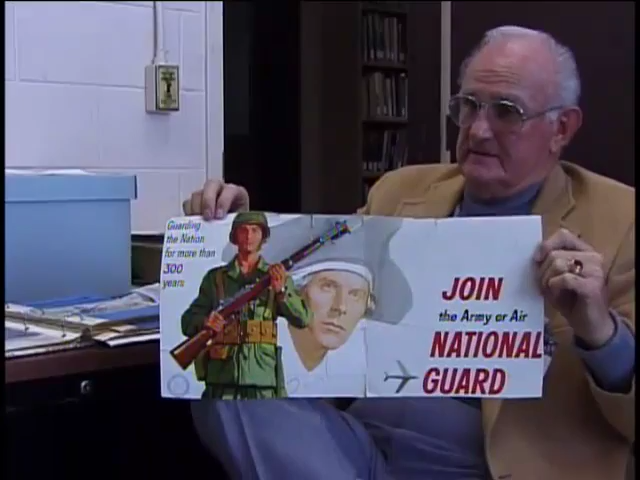 Guarding
the Nation
for more than
300
years
JOIN
the Army or Air
NATIONAL
GUARD